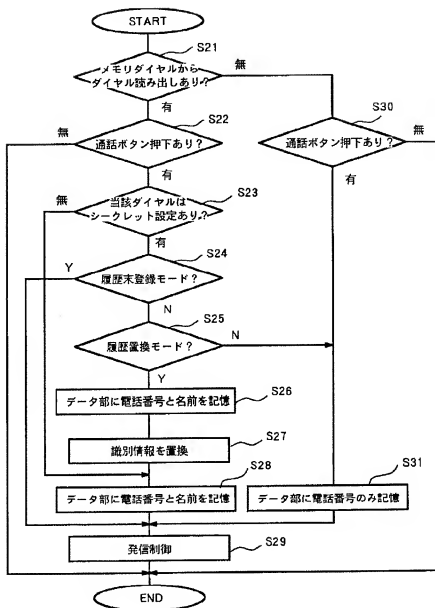 START
S21
メモリダイヤルから
ダイヤル読み出しあり?
無
有
S22
S30
無
通話ボタン押下あり?
通話ボタン押下あり?
無
有
有
S23
無
当該ダイヤルは
シークレット設定あり?
有
S24
Y
履歴末登録モード?
N
S25
履歴置換モード?
N
Y
S26
データ部に電話番号と名前を記憶
S27
識別情報を置換
S28
S31
データ部に電話番号と名前を記憶
データ部に電話番号のみ記憶
発信制御
S29
END